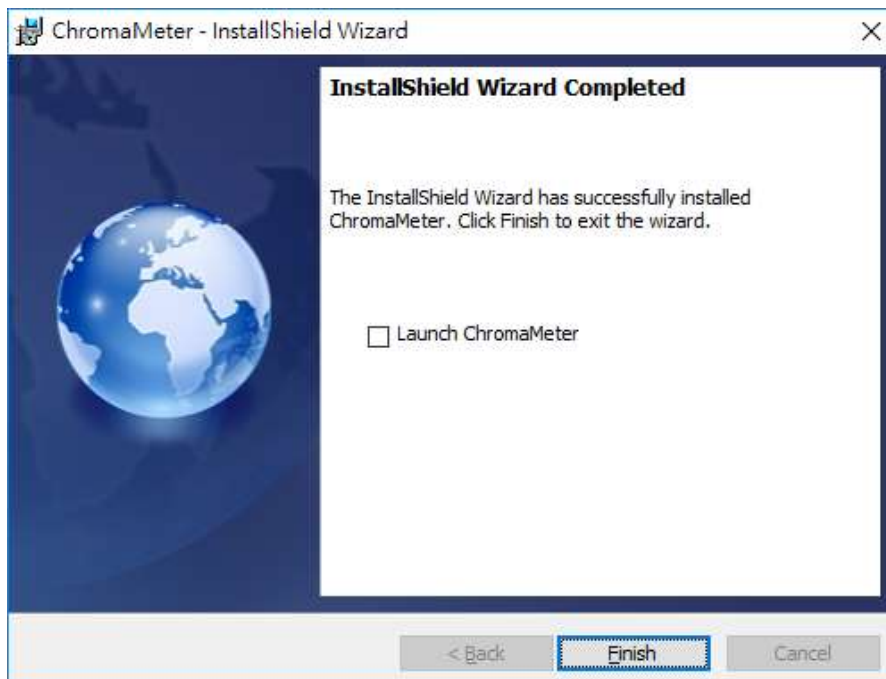 ChromaMeter - InstallShield Wizard
InstallShield Wizard Completed
The InstallShield Wizard has successfully installed
ChromaMeter. Click Finish to exit the wizard.
Launch ChromaMeter
< Back
Finish
Cancel